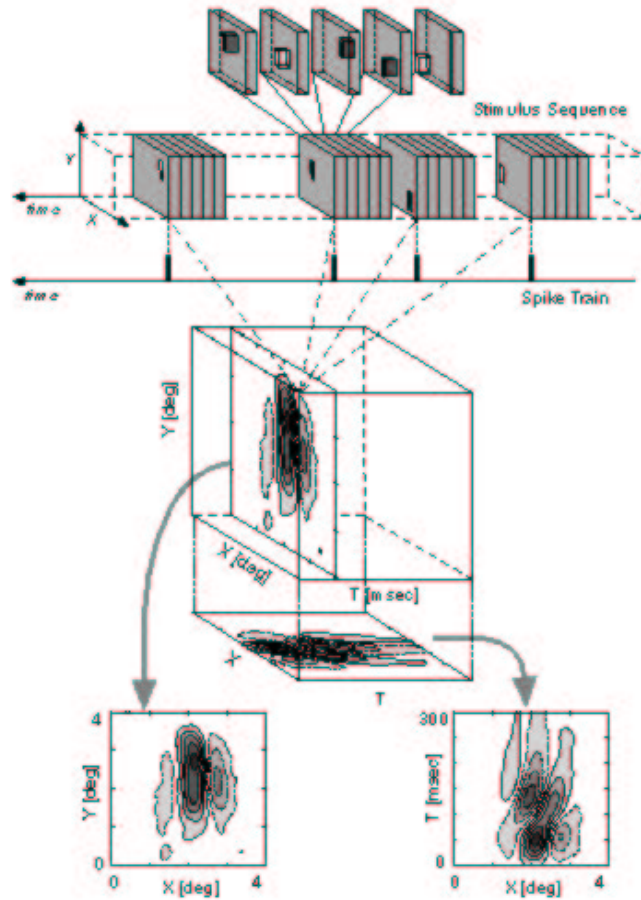 Stimulus Sequence
Y
X
time
time
Spike Train
Y [deg]
X [deg]
T [msec]
X
T
4
Y [deg]
0
0
X [deg]
4
300
T [msec]
0
0
X [deg]
4